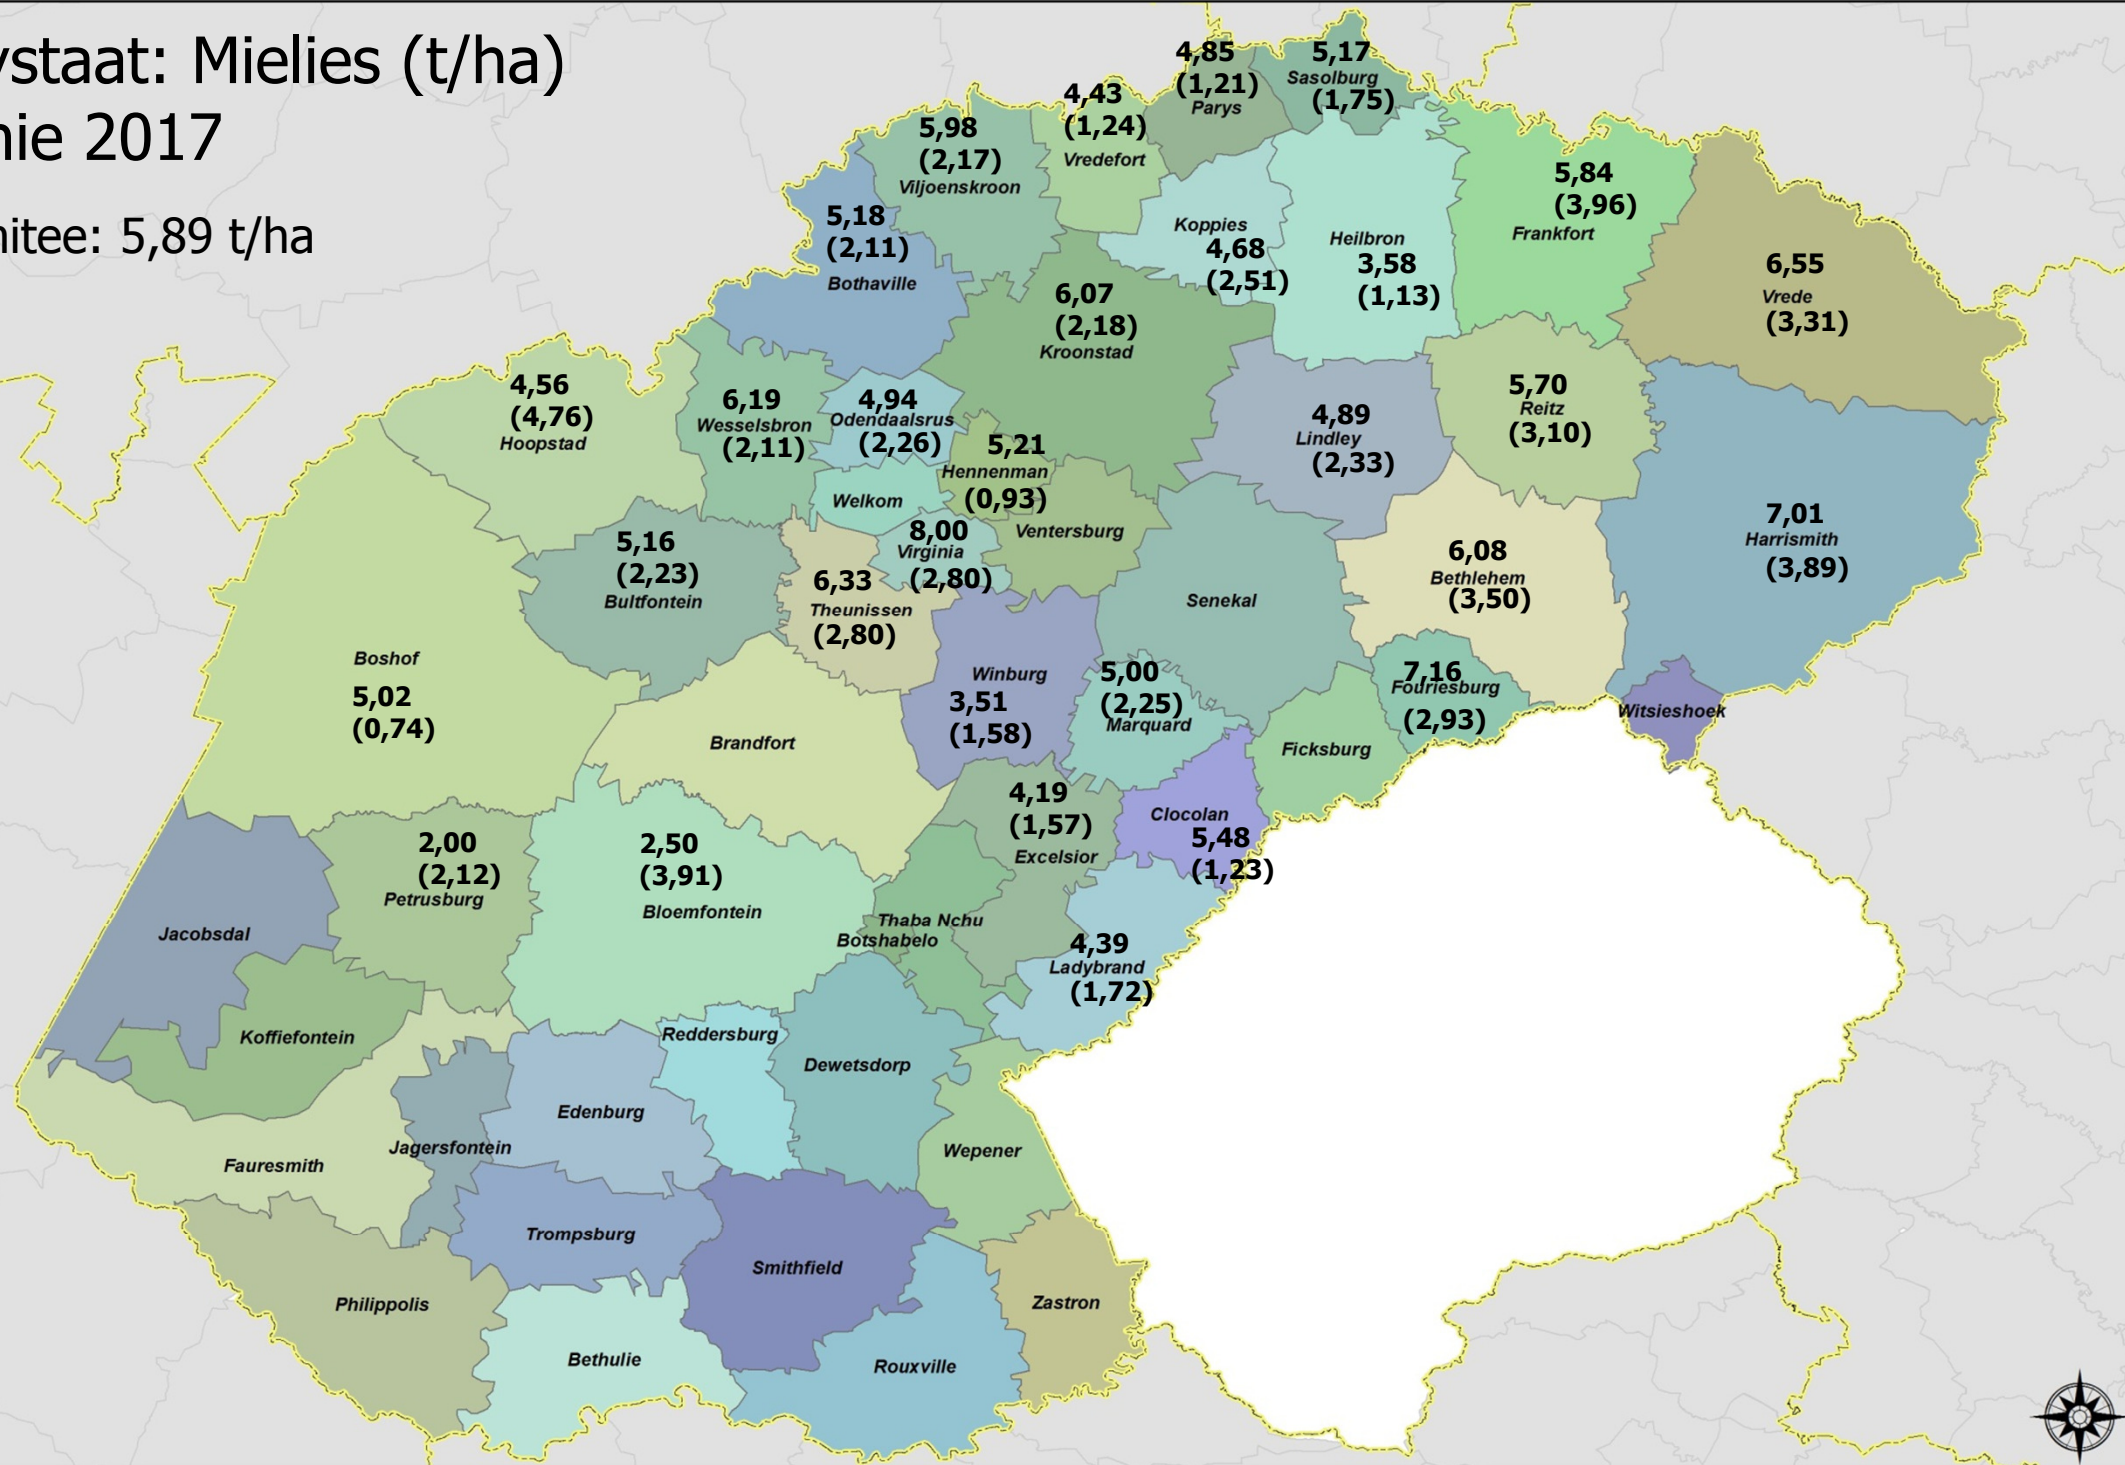 ystaat: Mielies (t/ha)
nie 2017
nitee: 5,89 t/ha
4,85
(1,21)
Parys
5,17
Sasolburg
(1,75)
4,43
(1,24)
Vredefort
5,98
(2,17)
Viljoenskroon
5,84
(3,96)
Frankfort
5,18
(2,11)
Bothaville
Koppies
4,68
(2,51)
Heilbron
3,58
(1,13)
6,55
Vrede
(3,31)
6,07
(2,18)
Kroonstad
4,56
(4,76)
Hoopstad
6,19
Wesselsbron
(2,11)
4,94
Odendaalsrus
(2,26)
5,21
Hennenman
(0,93)
4,89
Lindley
(2,33)
5,70
Reitz
(3,10)
Welkom
Ventersburg
7,01
Harrismith
(3,89)
5,16
(2,23)
Bultfontein
8,00
Virginia
(2,80)
6,33
Theunissen
(2,80)
6,08
Bethlehem
(3,50)
Senekal
Boshof
5,02
(0,74)
Winburg
3,51
(1,58)
5,00
(2,25)
Marquard
7,16
Fouriesburg
(2,93)
Witsieshoek
Brandfort
Ficksburg
4,19
(1,57)
Excelsior
Clocolan
5,48
(1,23)
2,00
(2,12)
Petrusburg
2,50
(3,91)
Bloemfontein
Jacobsdal
Thaba Nchu
Botshabelo
4,39
Ladybrand
(1,72)
Koffiefontein
Reddersburg
Dewetsdorp
Edenburg
Jagersfontein
Fauresmith
Wepener
Trompsburg
Smithfield
Philippolis
Zastron
Bethulie
Rouxville